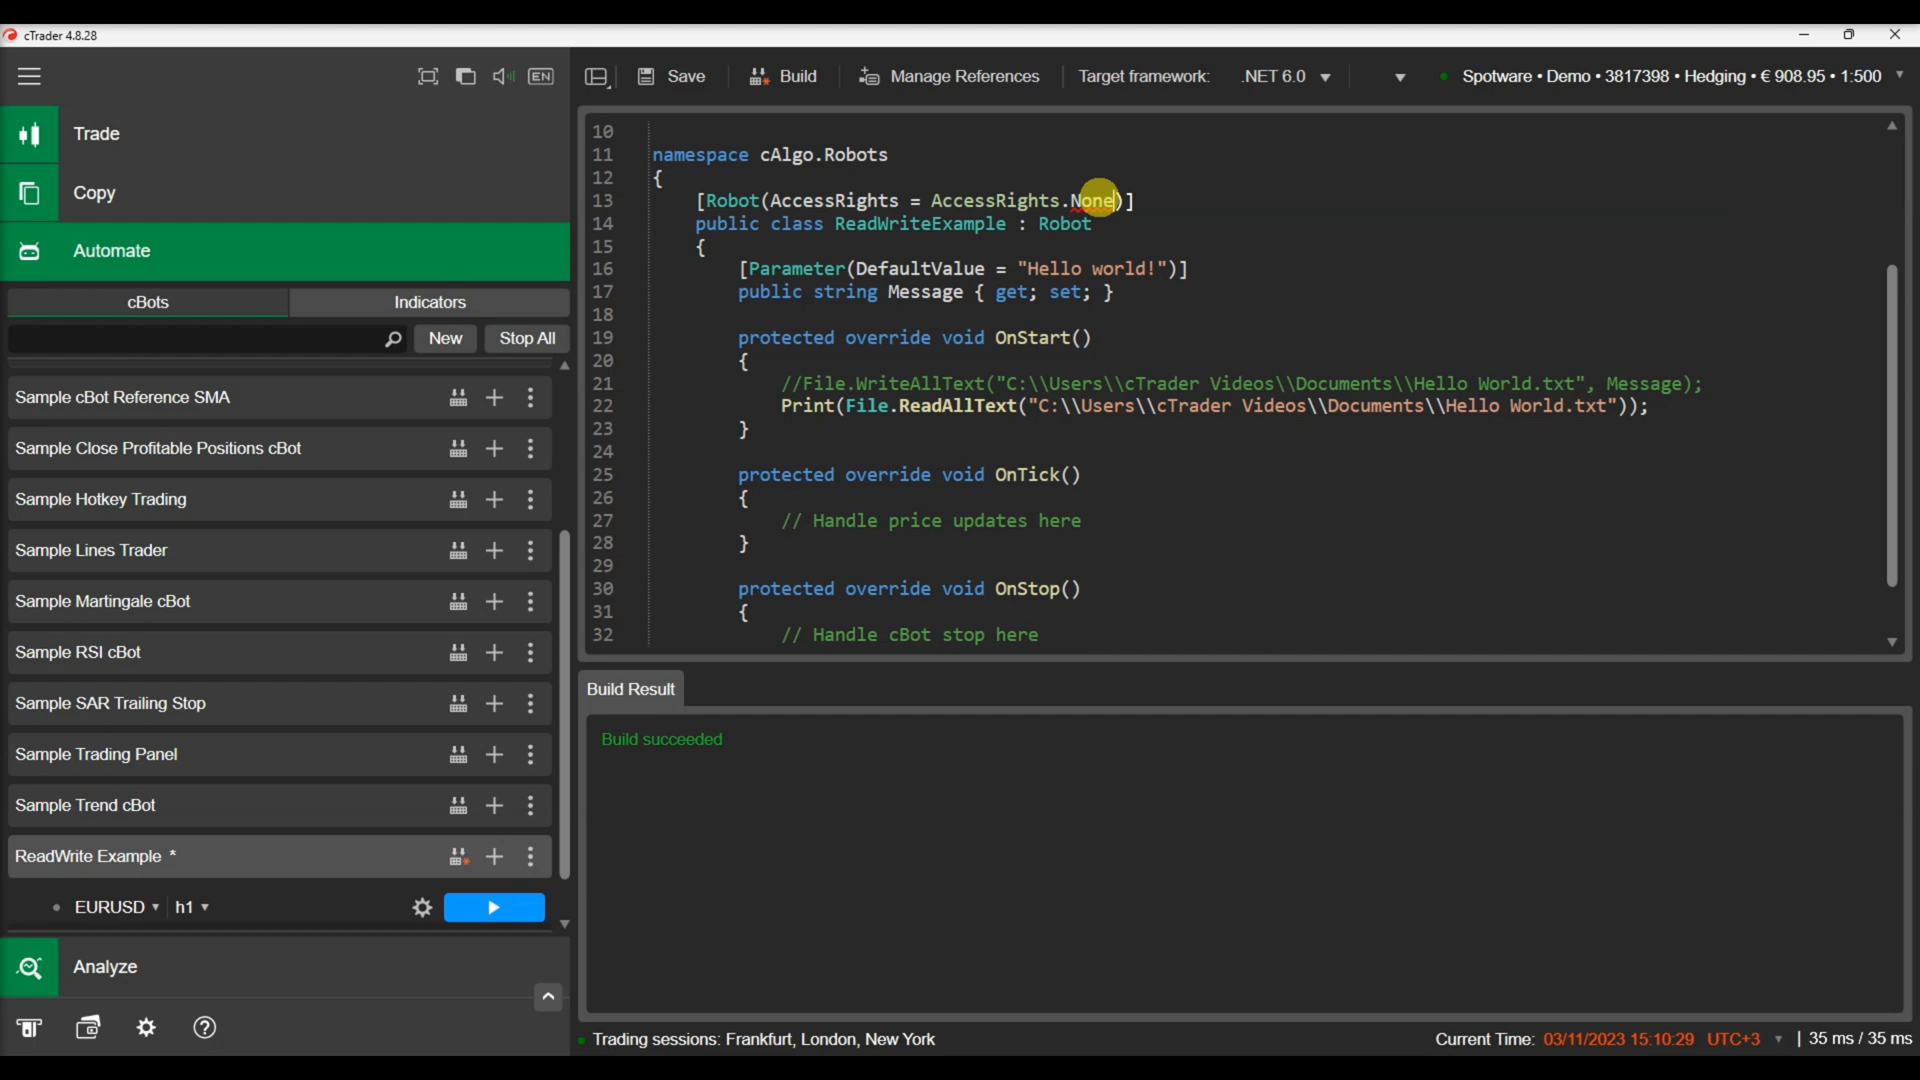 cTrader 4.8.28
EN
Save
Build
Manage References
Target framework:
.NET 6.0
Spotware • Demo • 3817398 • Hedging • € 908.95 • 1:500
Trade
Copy
Automate
cBots
Indicators
New
Stop All
Sample cBot Reference SMA
Sample Close Profitable Positions cBot
Sample Hotkey Trading
Sample Lines Trader
Sample Martingale cBot
Sample RSI cBot
Sample SAR Trailing Stop
Sample Trading Panel
Sample Trend cBot
ReadWrite Example *
EURUSD
h1
Analyze
10
11 namespace cAlgo.Robots
12 {
13 [Robot(AccessRights = AccessRights.None)]
14 public class ReadWriteExample : Robot
15 {
16 [Parameter(DefaultValue = "Hello world!")]
17 public string Message { get; set; }
18
19 protected override void OnStart()
20 {
21 //File.WriteAllText("C:\\Users\\cTrader Videos\\Documents\\Hello World.txt", Message);
22 Print(File.ReadAllText("C:\\Users\\cTrader Videos\\Documents\\Hello World.txt"));
23 }
24
25 protected override void OnTick()
26 {
27 // Handle price updates here
28 }
29
30 protected override void OnStop()
31 {
32 // Handle cBot stop here
Build Result
Build succeeded
Trading sessions: Frankfurt, London, New York
Current Time: 03/11/2023 15:10:29 UTC+3 | 35 ms / 35 ms